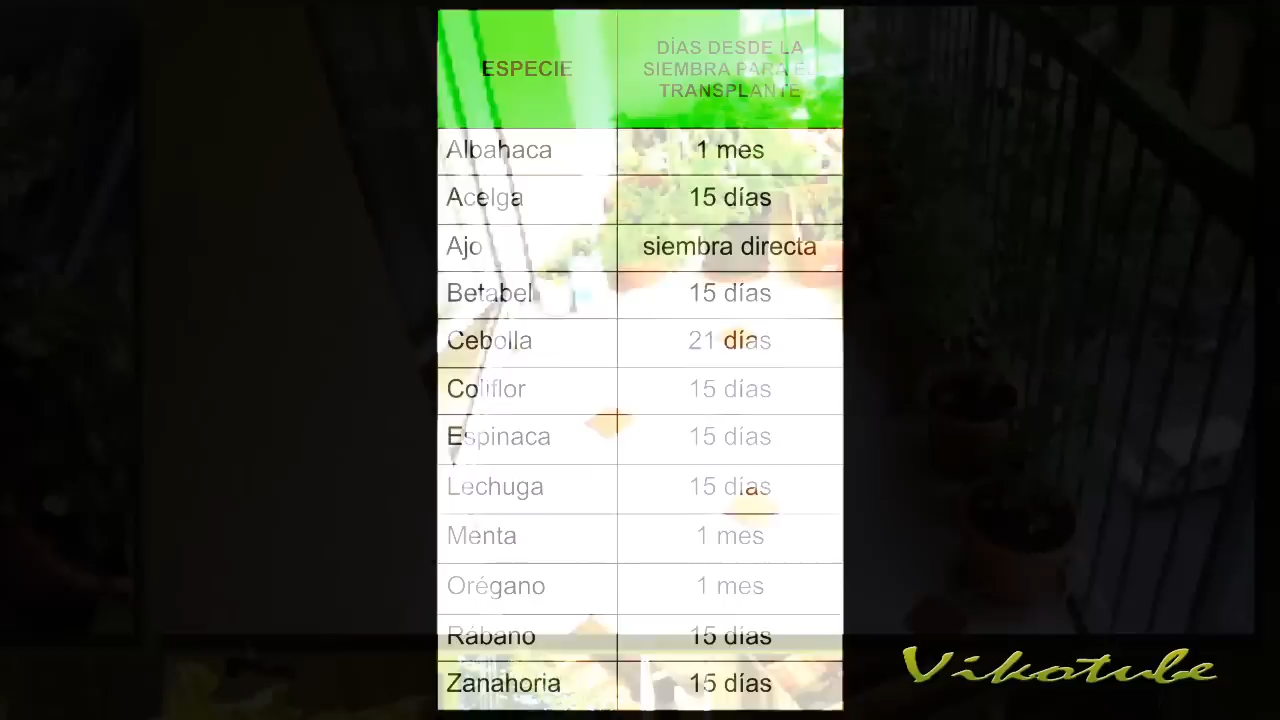 ESPECIE
DÍAS DESDE LA
SIEMBRA PARA EL
TRANSPLANTE
Albahaca 1 mes
Acelga 15 días
Ajo siembra directa
Betabel 15 días
Cebolla 21 días
Coliflor 15 días
Espinaca 15 días
Lechuga 15 días
Menta 1 mes
Orégano 1 mes
Rábano 15 días
Zanahoria 15 días
Vikotube